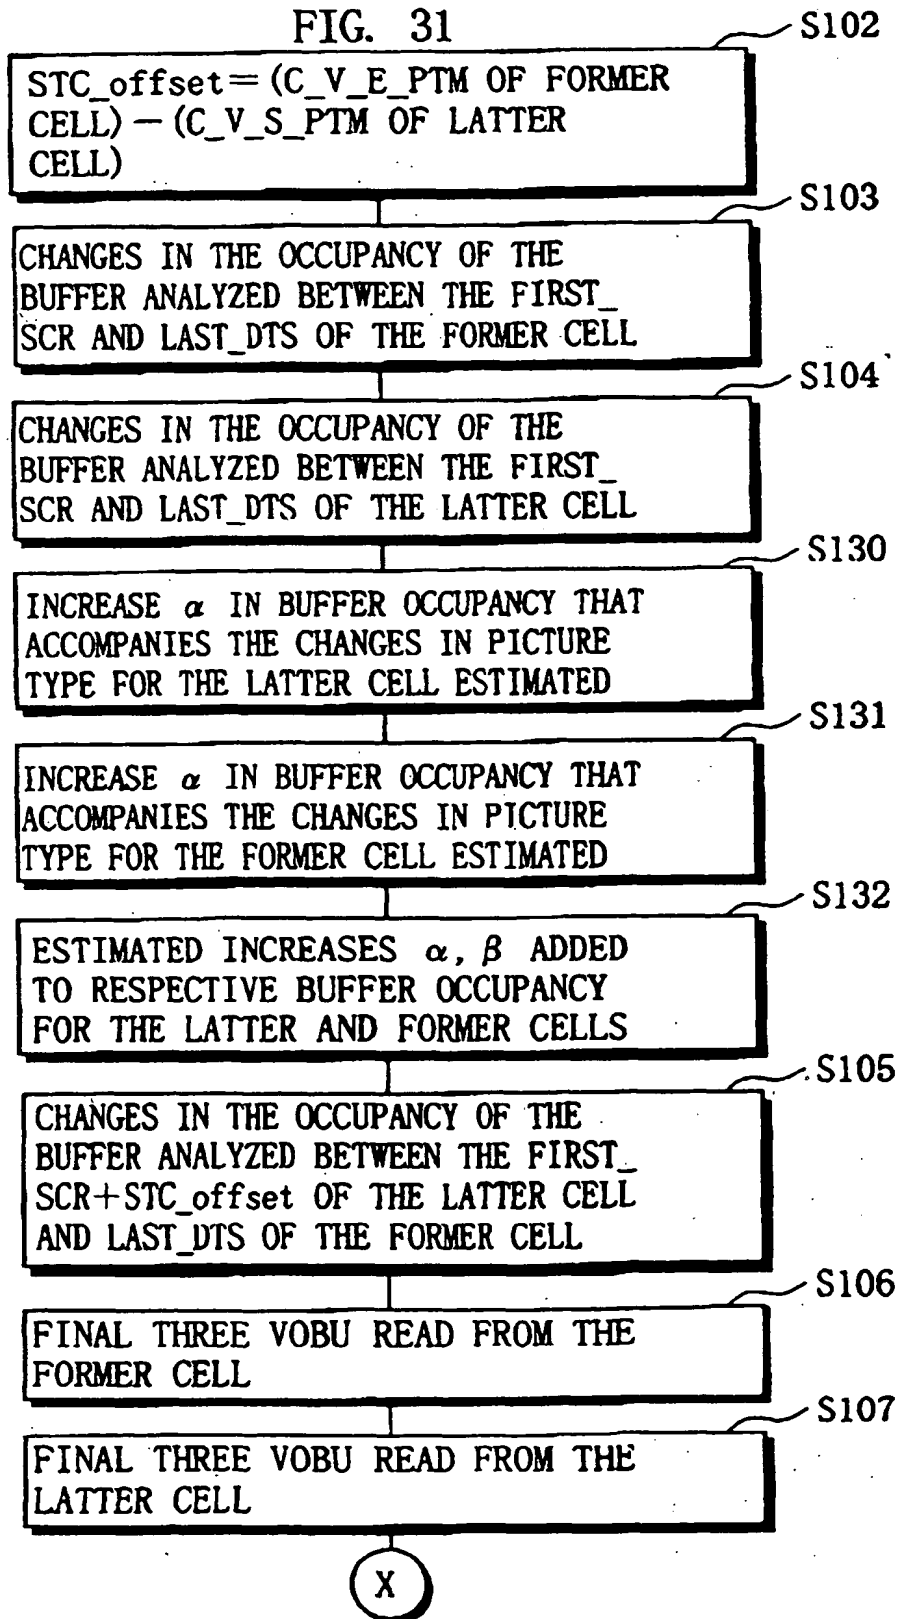 FIG. 31
S102
STC_offset=(C_V_E_PTM OF FORMER
CELL)-(C_V_S_PTM OF LATTER
CELL)
S103
CHANGES IN THE OCCUPANCY OF THE
BUFFER ANALYZED BETWEEN THE FIRST_
SCR AND LAST_DTS OF THE FORMER CELL
S104
CHANGES IN THE OCCUPANCY OF THE
BUFFER ANALYZED BETWEEN THE FIRST_
SCR AND LAST_DTS OF THE LATTER CELL
S130
INCREASE α IN BUFFER OCCUPANCY THAT
ACCOMPANIES THE CHANGES IN PICTURE
TYPE FOR THE LATTER CELL ESTIMATED
S131
INCREASE α IN BUFFER OCCUPANCY THAT
ACCOMPANIES THE CHANGES IN PICTURE
TYPE FOR THE FORMER CELL ESTIMATED
S132
ESTIMATED INCREASES α, β ADDED
TO RESPECTIVE BUFFER OCCUPANCY
FOR THE LATTER AND FORMER CELLS
S105
CHANGES IN THE OCCUPANCY OF THE
BUFFER ANALYZED BETWEEN THE FIRST_
SCR+STC_offset OF THE LATTER CELL
AND LAST_DTS OF THE FORMER CELL
S106
FINAL THREE VOBU READ FROM THE
FORMER CELL
S107
FINAL THREE VOBU READ FROM THE
LATTER CELL
X